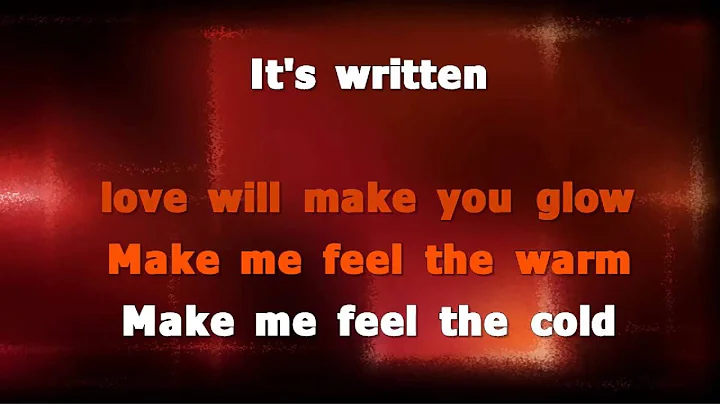 It's written
love will make you glow
Make me feel the warm
Make me feel the cold